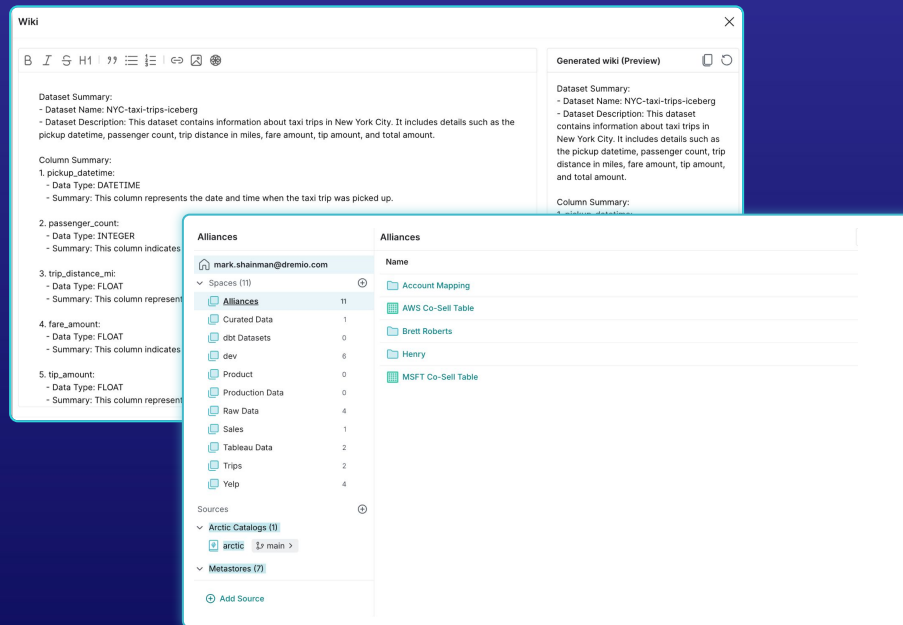 Wiki
H1
Dataset Summary:
- Dataset Name: NYC-taxi-trips-iceberg
- Dataset Description: This dataset contains information about taxi trips in New York City. It includes details such as the
pickup datetime, passenger count, trip distance in miles, fare amount, tip amount, and total amount.
Column Summary:
1. pickup_datetime:
- Data Type: DATETIME
- Summary: This column represents the date and time when the taxi trip was picked up.
2. passenger_count:
- Data Type: INTEGER
- Summary: This column indicates
3. trip_distance_mi:
- Data Type: FLOAT
- Summary: This column represent
4. fare_amount:
- Data Type: FLOAT
- Summary: This column indicates
5. tip_amount:
- Data Type: FLOAT
- Summary: This column represent
Generated wiki (Preview)
Dataset Summary:
- Dataset Name: NYC-taxi-trips-iceberg
- Dataset Description: This dataset
contains information about taxi trips in
New York City. It includes details such as
the pickup datetime, passenger count, trip
distance in miles, fare amount, tip amount,
and total amount.
Column Summary:
1. pickup_datetime:
Alliances
mark.shainman@dremio.com
Spaces (11)
Alliances 11
Curated Data 1
dbt Datasets 0
dev 6
Product 0
Production Data 0
Raw Data 4
Sales 1
Tableau Data 2
Trips 2
Yelp 4
Sources
Arctic Catalogs (1)
arctic main >
Metastores (7)
Add Source
Alliances
Name
Account Mapping
AWS Co-Sell Table
Brett Roberts
Henry
MSFT Co-Sell Table